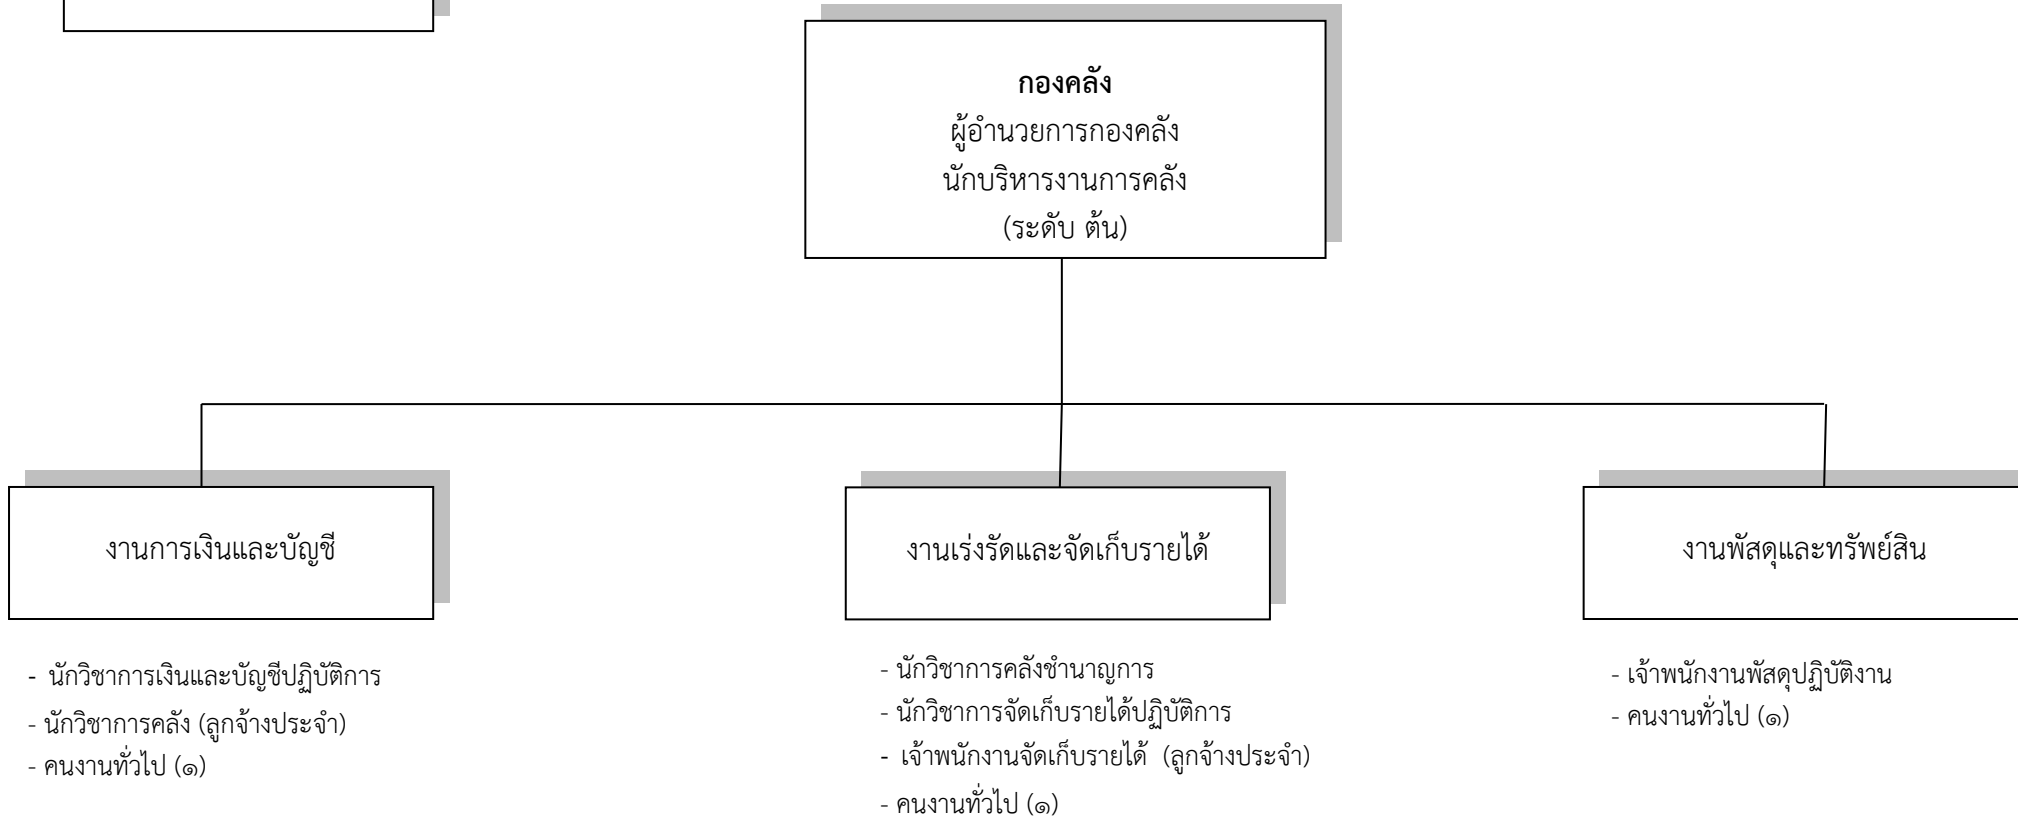 กองคลัง
ผู้อำนวยการกองคลัง
นักบริหารงานการคลัง
(ระดับ ต้น)
งานการเงินและบัญชี
- นักวิชาการเงินและบัญชีปฏิบัติการ
- นักวิชาการคลัง (ลูกจ้างประจำ)
- คนงานทั่วไป (๑)
งานเร่งรัดและจัดเก็บรายได้
- นักวิชาการคลังชำนาญการ
- นักวิชาการจัดเก็บรายได้ปฏิบัติการ
- เจ้าพนักงานจัดเก็บรายได้ (ลูกจ้างประจำ)
- คนงานทั่วไป (๑)
งานพัสดุและทรัพย์สิน
- เจ้าพนักงานพัสดุปฏิบัติงาน
- คนงานทั่วไป (๑)